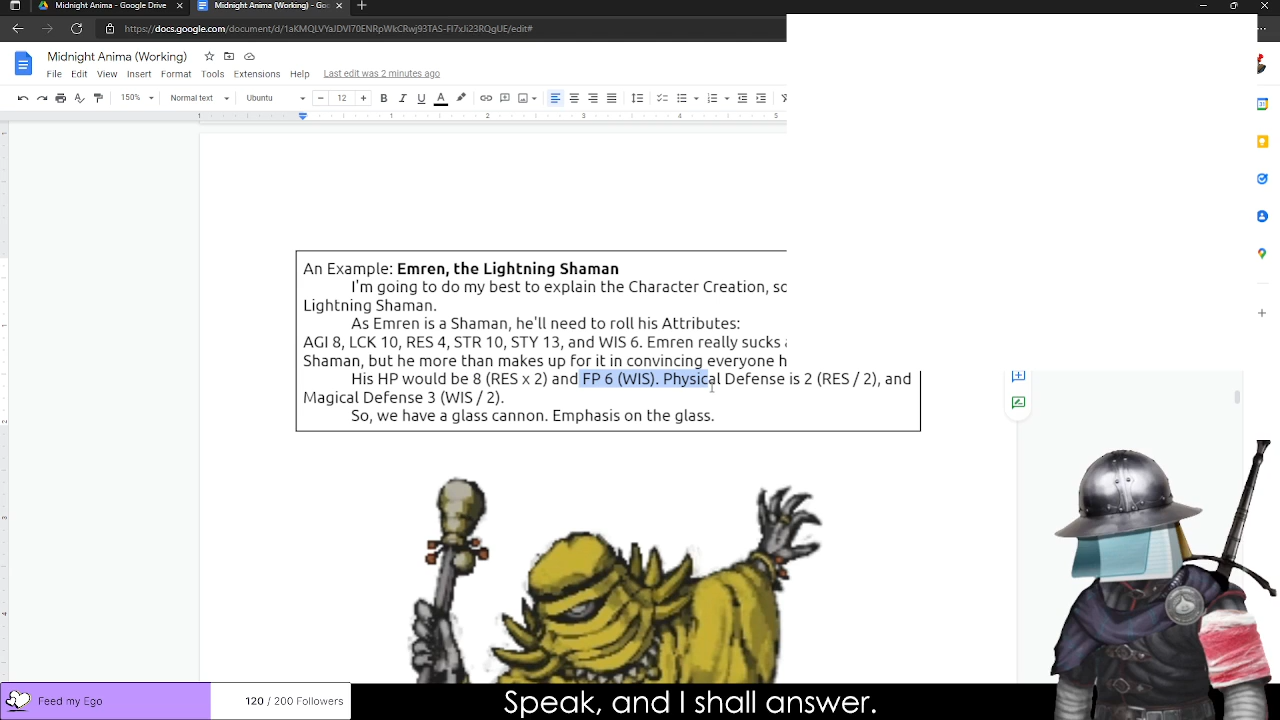 Midnight Anima - Google Drive
Midnight Anima (Working) - Go
https://docs.google.com/document/d/1aKMQLVYaJDVl70ENRpWkCRwj93TAS-FI7xJi23RQgUE/edit#
Midnight Anima (Working)
File Edit View Insert Format Tools Extensions Help Last edit was 2 minutes ago
150% Normal text Ubuntu 12
An Example: Emren, the Lightning Shaman
I'm going to do my best to explain the Character Creation, so
Lightning Shaman.
As Emren is a Shaman, he'll need to roll his Attributes:
AGI 8, LCK 10, RES 4, STR 10, STY 13, and WIS 6. Emren really sucks
Shaman, but he more than makes up for it in convincing everyone
His HP would be 8 (RES x 2) and FP 6 (WIS). Physical Defense is 2 (RES / 2), and
Magical Defense 3 (WIS / 2).
So, we have a glass cannon. Emphasis on the glass.
Feed my Ego
120 / 200 Followers
Speak, and I shall answer.